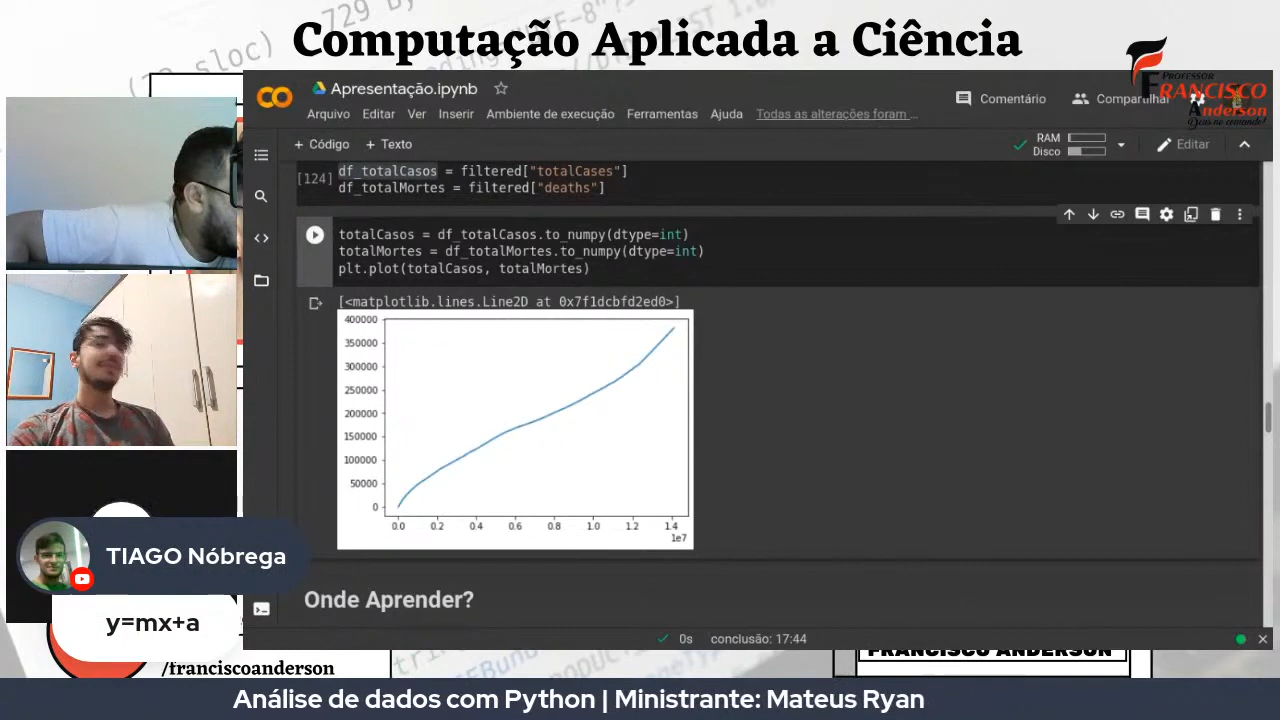 Computação Aplicada a Ciência
PROFESSOR
FRANCISCO
Anderson
Apresentação.ipynb
Comentário
Compartilhar
Arquivo Editar Ver Inserir Ambiente de execução Ferramentas Ajuda Todas as alterações foram ...
+ Código + Texto
RAM
Disco
Editar
df_totalCasos = filtered["totalCases"]
[124] df_totalMortes = filtered["deaths"]
totalCasos = df_totalCasos.to_numpy(dtype=int)
totalMortes = df_totalMortes.to_numpy(dtype=int)
plt.plot(totalCasos, totalMortes)
[<matplotlib.lines.Line2D at 0x7f1dcbfd2ed0>]
400000
350000
300000
250000
200000
150000
100000
50000
0
0.0 0.2 0.4 0.6 0.8 1.0 1.2 1.4
1e7
Onde Aprender?
0s conclusão: 17:44
TIAGO Nóbrega
y=mx+a
/franciscoanderson
FRANCISCO ANDERSON
Análise de dados com Python | Ministrante: Mateus Ryan